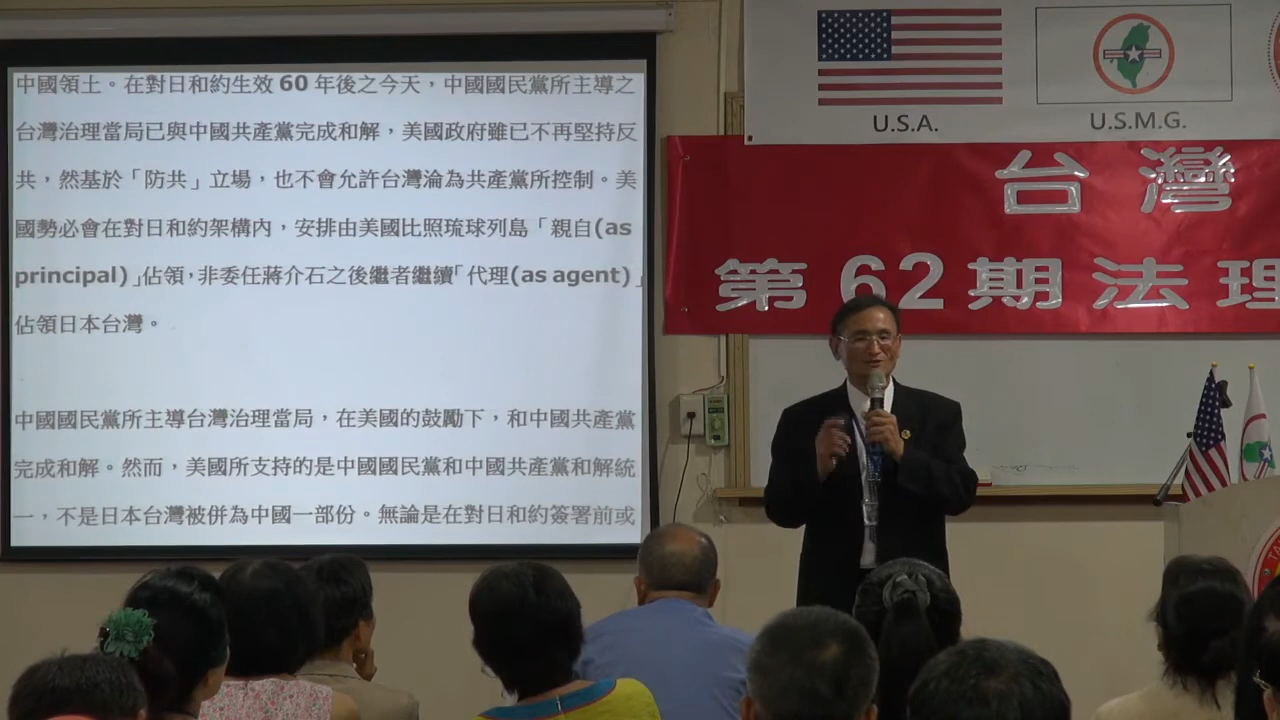 中國領土。在對日和約生效 60 年後之今天，中國國民黨所主導之
台灣治理當局已與中國共產黨完成和解，美國政府雖已不再堅持反
共，然基於「防共」立場，也不會允許台灣淪為共產黨所控制。美
國勢必會在對日和約架構內，安排由美國比照琉球列島「親自(as
principal)」佔領，非委任蔣介石之後繼者繼續「代理(as agent)」
佔領日本台灣。
中國國民黨所主導台灣治理當局，在美國的鼓勵下，和中國共產黨
完成和解。然而，美國所支持的是中國國民黨和中國共產黨和解統
一，不是日本台灣被併為中國一部份。無論是在對日和約簽署前或
U.S.A.
U.S.M.G.
台灣
第62期法理